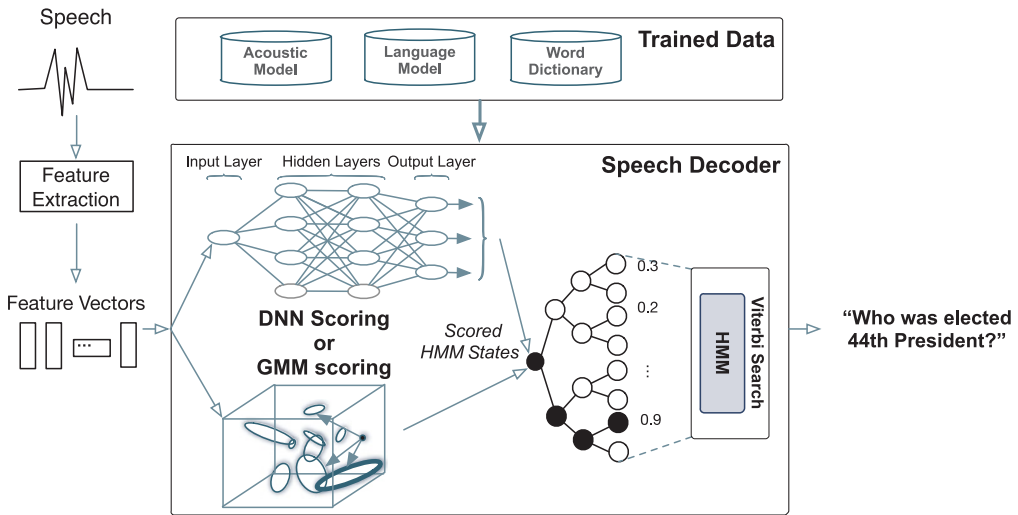 Speech
Trained Data
Acoustic
Model
Language
Model
Word
Dictionary
Feature
Extraction
Feature Vectors
...
Speech Decoder
Input Layer
Hidden Layers
Output Layer
DNN Scoring
or
GMM scoring
Scored
HMM States
0.3
0.2
...
0.9
HMM
Viterbi Search
“Who was elected
44th President?”